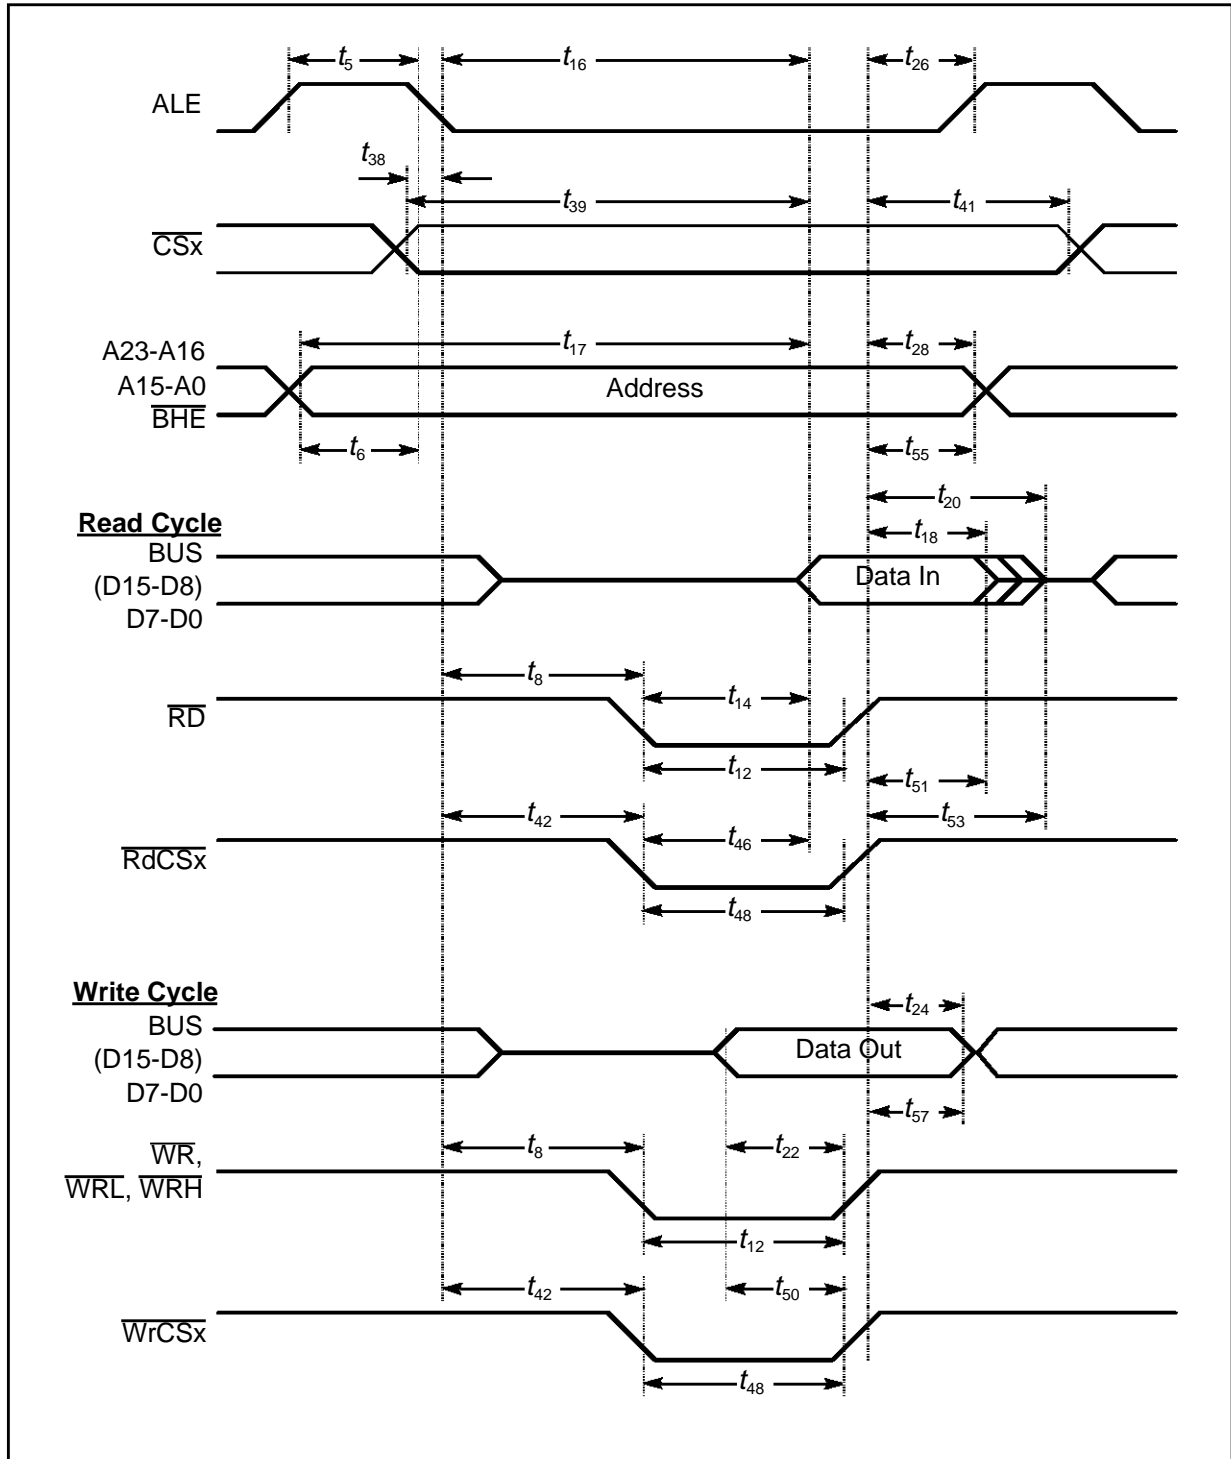 t5 t16 t26
ALE
t38
t39 t41
CSx
t17 t28
A23-A16
A15-A0 Address
BHE
t6 t55
t20
Read Cycle
t18
BUS
(D15-D8) Data In
D7-D0
t8
t14
RD
t12 t51
t42 t46 t53
RdCSx
t48
Write Cycle
t24
BUS
(D15-D8) Data Out
D7-D0
t57
t8 t22
WR,
WRL, WRH
t12
t42 t50
WrCSx
t48